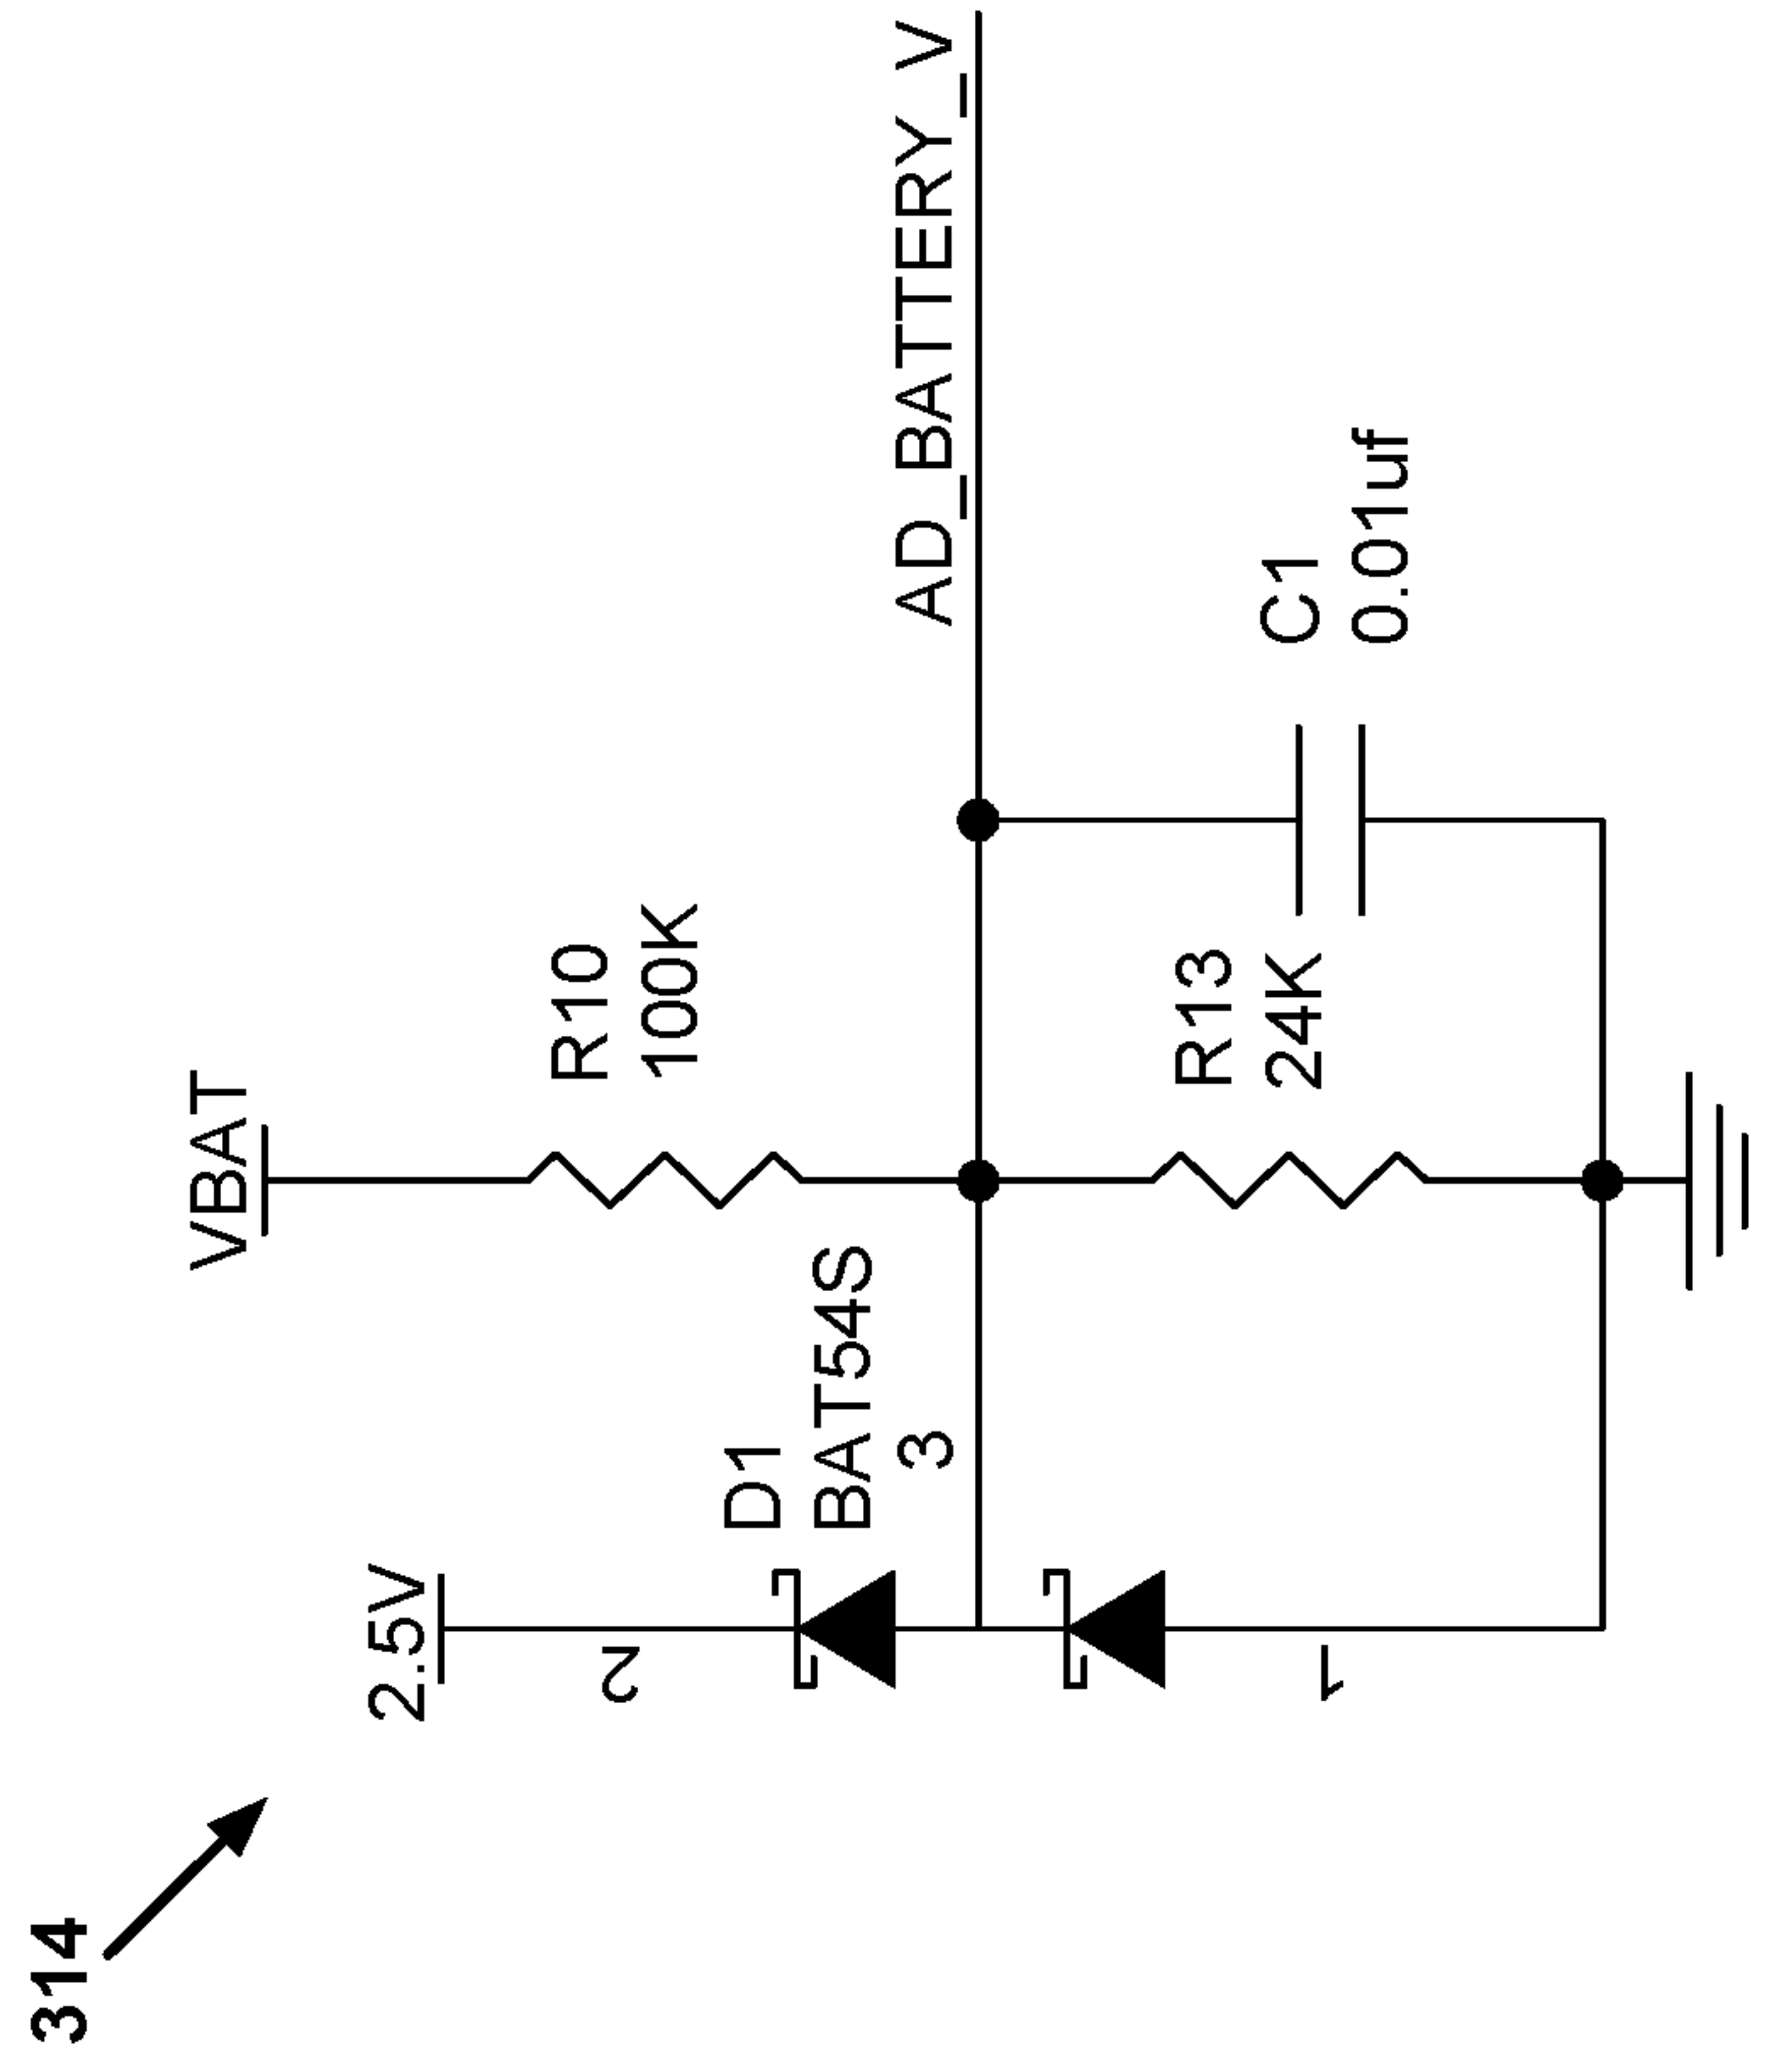 314
2.5V
2
D1
BAT54S
3
1
VBAT
R10
100K
R13
24K
AD_BATTERY_V
C1
0.01uf